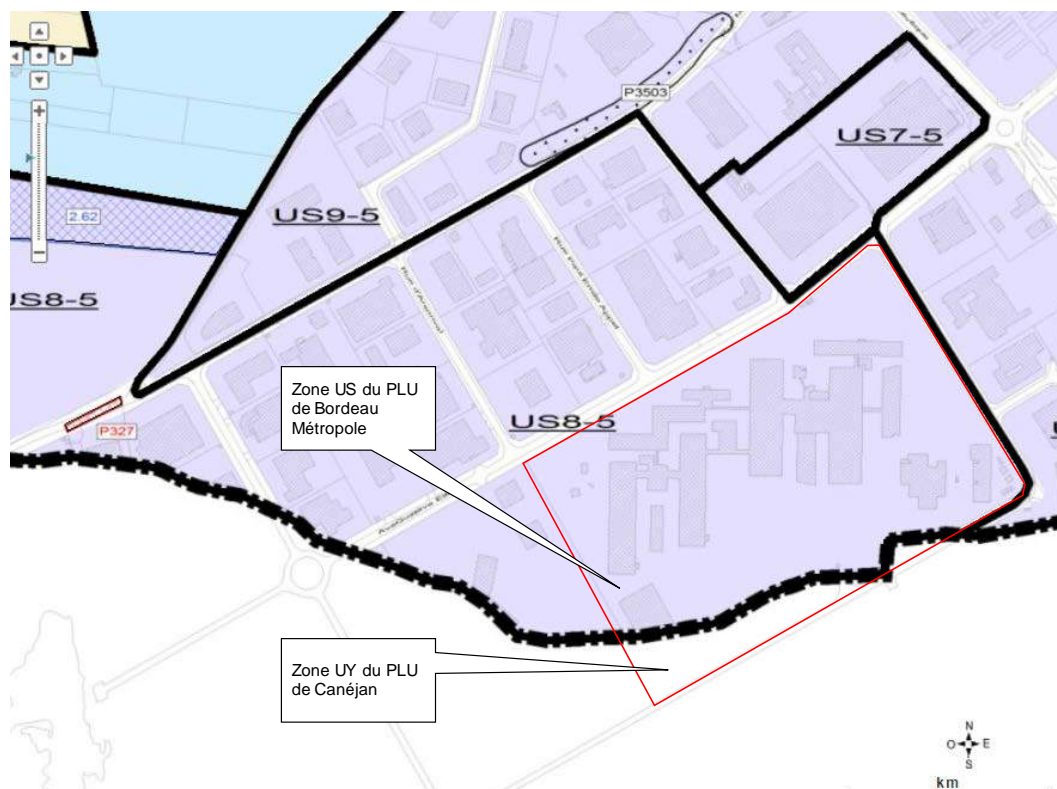 P3503
US7-5
2.62
US9-5
US8-5
Zone US du PLU
de Bordeau
Métropole
US8-5
P327
Zone UY du PLU
de Canéjan
N
O E
S
km